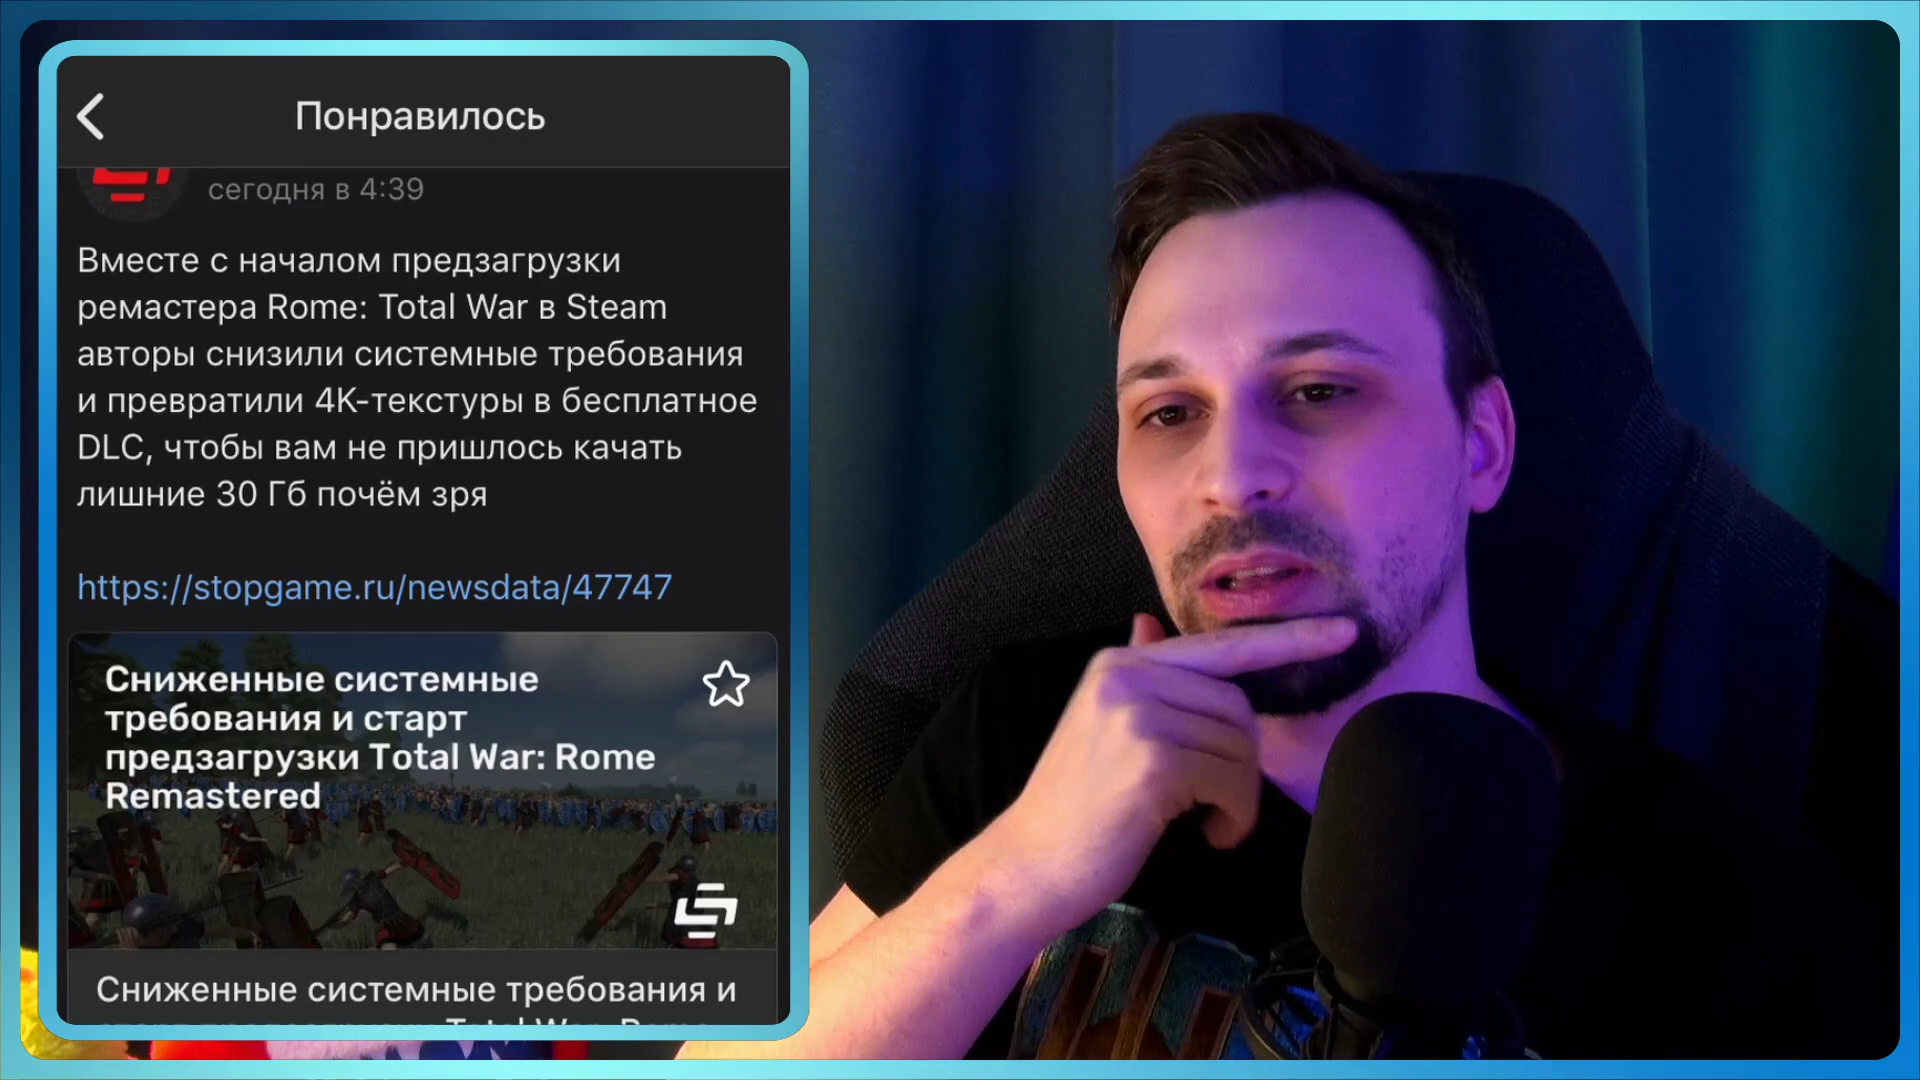 Понравилось
сегодня в 4:39
Вместе с началом предзагрузки
ремастера Rome: Total War в Steam
авторы снизили системные требования
и превратили 4K-текстуры в бесплатное
DLC, чтобы вам не пришлось качать
лишние 30 Гб почём зря
https://stopgame.ru/newsdata/47747
Сниженные системные
требования и старт
предзагрузки Total War: Rome
Remastered
Сниженные системные требования и